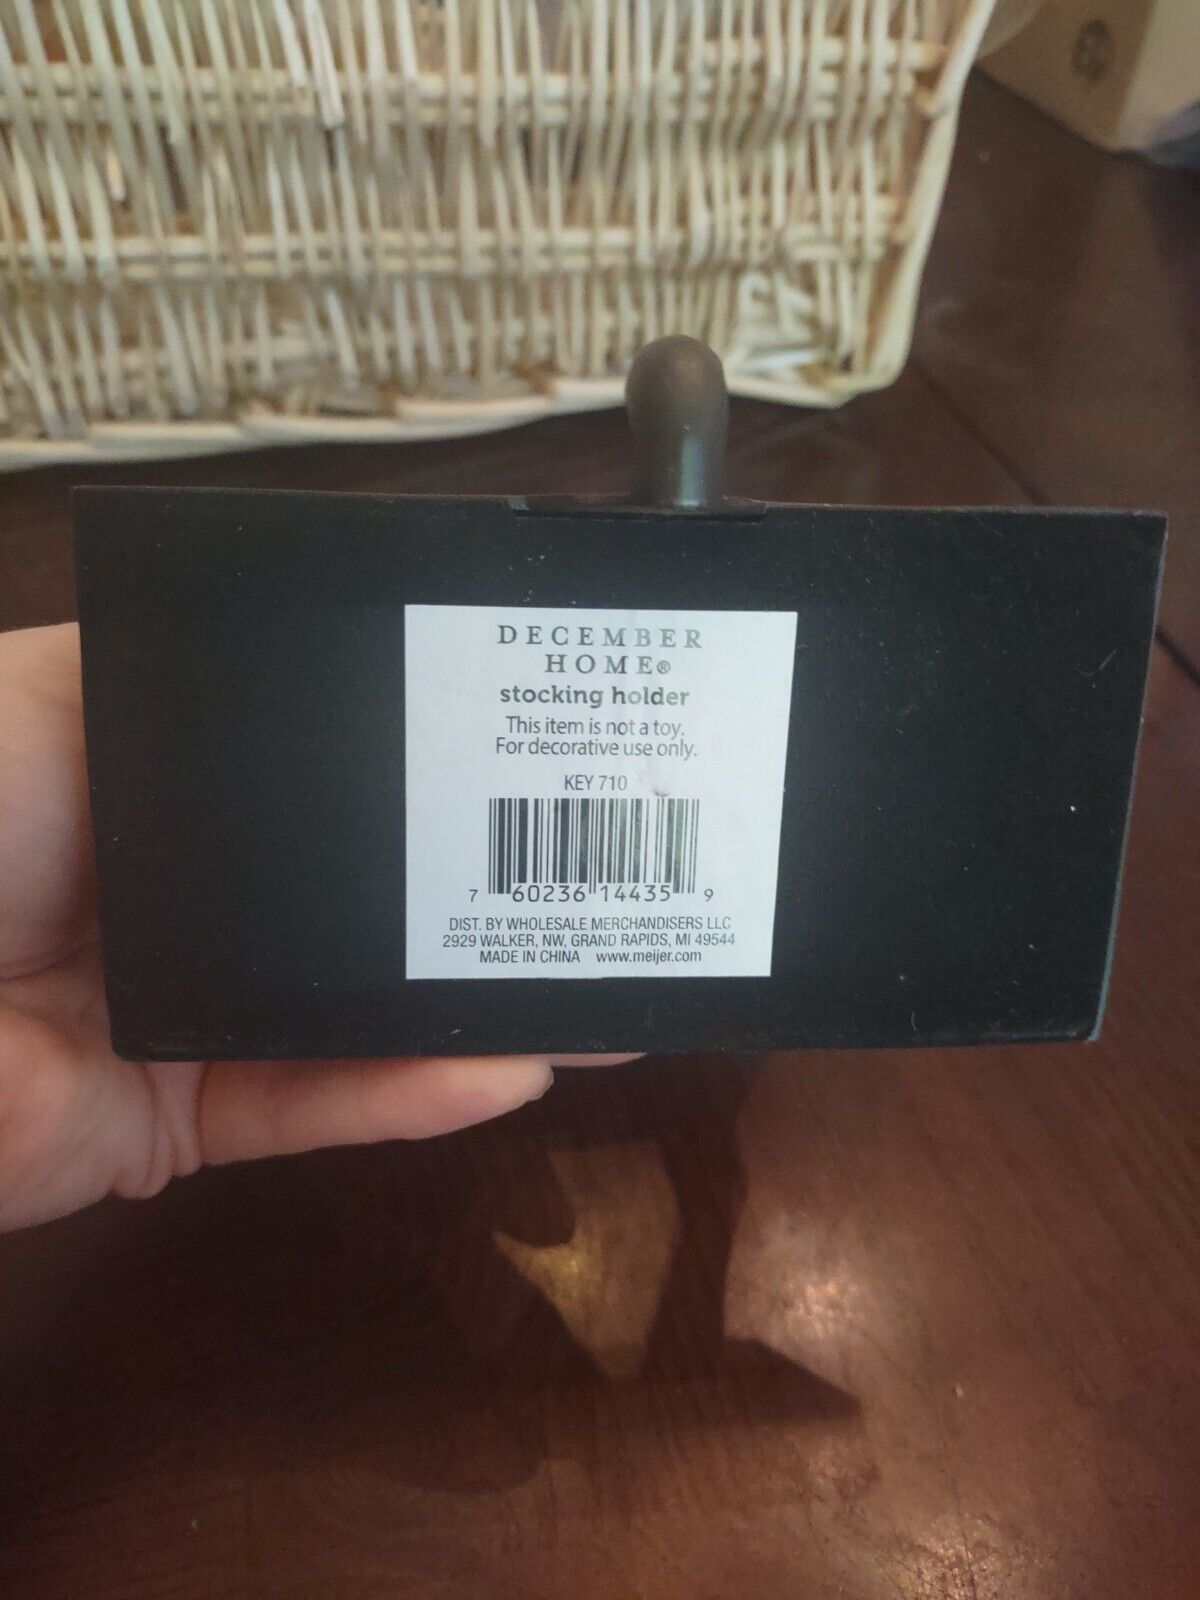 DECEMBER
HOME®
stocking holder
This item is not a toy.
For decorative use only.
KEY 710
7 60236 14435 9
DIST. BY WHOLESALE MERCHANDISERS LLC
2929 WALKER, NW, GRAND RAPIDS, MI 49544
MADE IN CHINA www.meijer.com